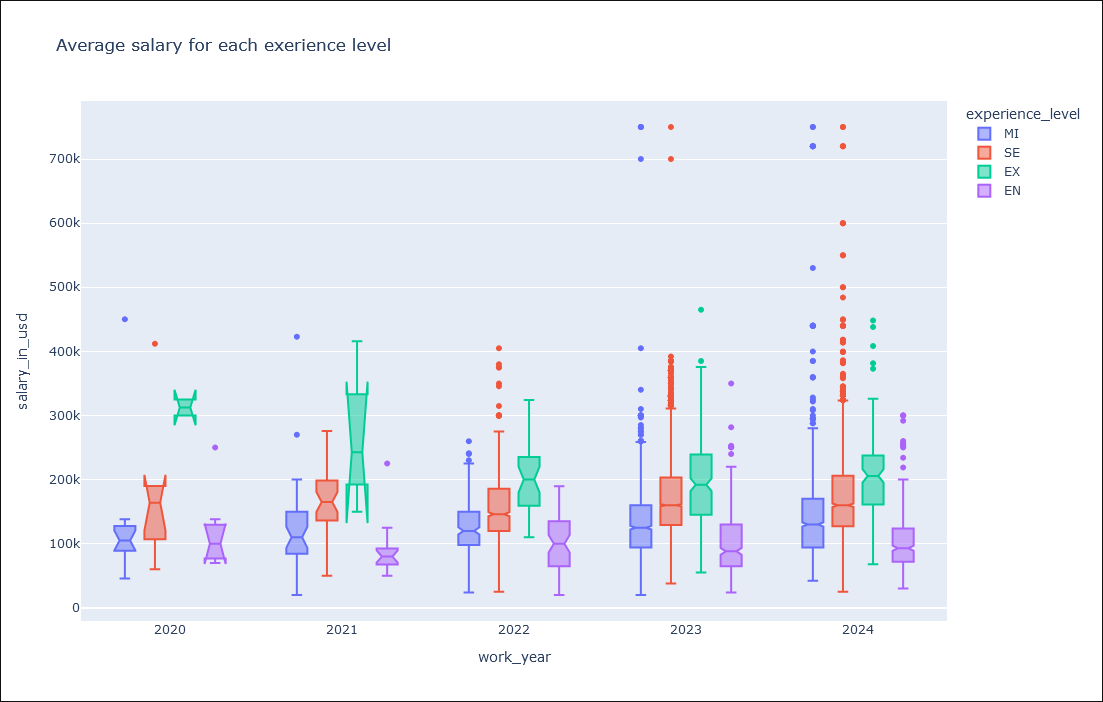 Average salary for each exerience level
experience_level
MI
SE
EX
EN
salary_in_usd
700k
600k
500k
400k
300k
200k
100k
0
2020
2021
2022
2023
2024
work_year